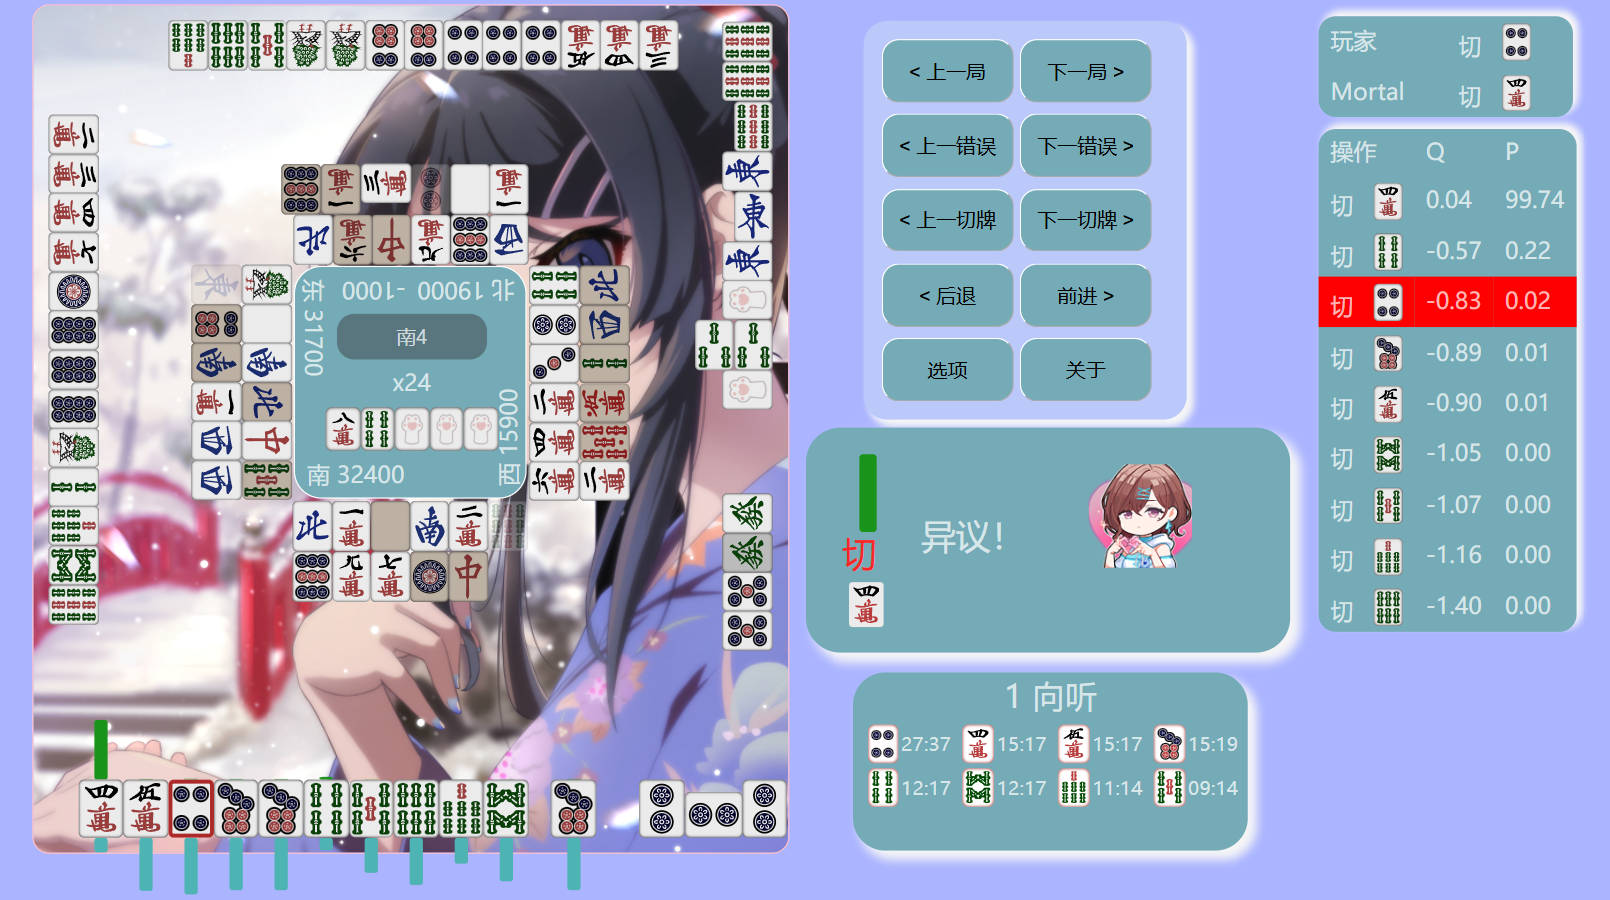 < 上一局
下一局 >
< 上一错误
下一错误 >
< 上一切牌
下一切牌 >
< 后退
前进 >
选项
关于
玩家 切
Mortal 切
操作 Q P
切 0.04 99.74
切 -0.57 0.22
切 -0.83 0.02
切 -0.89 0.01
切 -0.90 0.01
切 -1.05 0.00
切 -1.07 0.00
切 -1.16 0.00
切 -1.40 0.00
北 19000 -1000
东 31700
南4
x24
西 15900
南 32400
切
异议！
1 向听
27:37 15:17 15:17 15:19
12:17 12:17 11:14 09:14